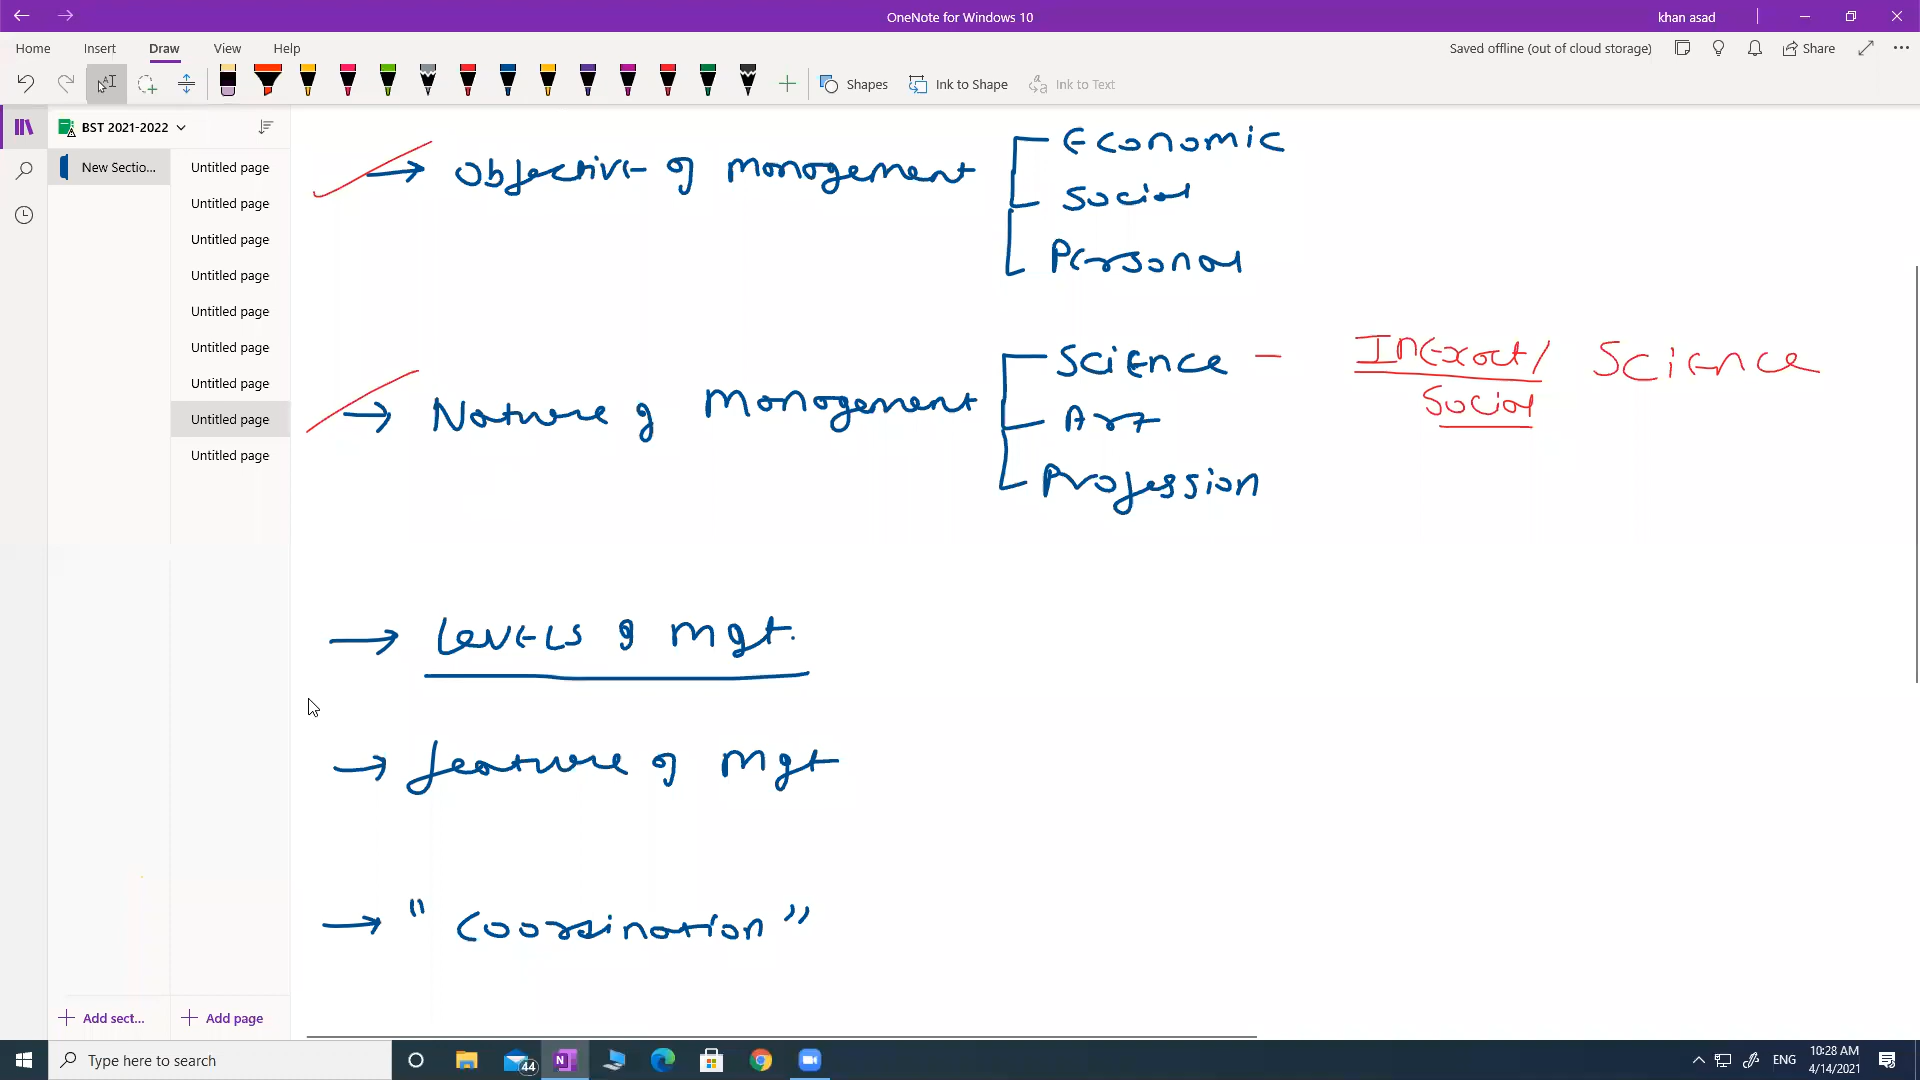 OneNote for Windows 10
khan asad
Home Insert Draw View Help
Saved offline (out of cloud storage)
Share
Shapes
Ink to Shape
Ink to Text
BST 2021-2022
New Sectio...
Untitled page
Untitled page
Untitled page
Untitled page
Untitled page
Untitled page
Untitled page
Untitled page
Untitled page
Objective of Management
Economic
Social
Personal
Nature of Management
Science - Inexact/ Science
Social
Art
Profession
Levels of Mgt.
feature of Mgt
"Coordination"
Add sect...
Add page
Type here to search
44
ENG
10:28 AM
4/14/2021